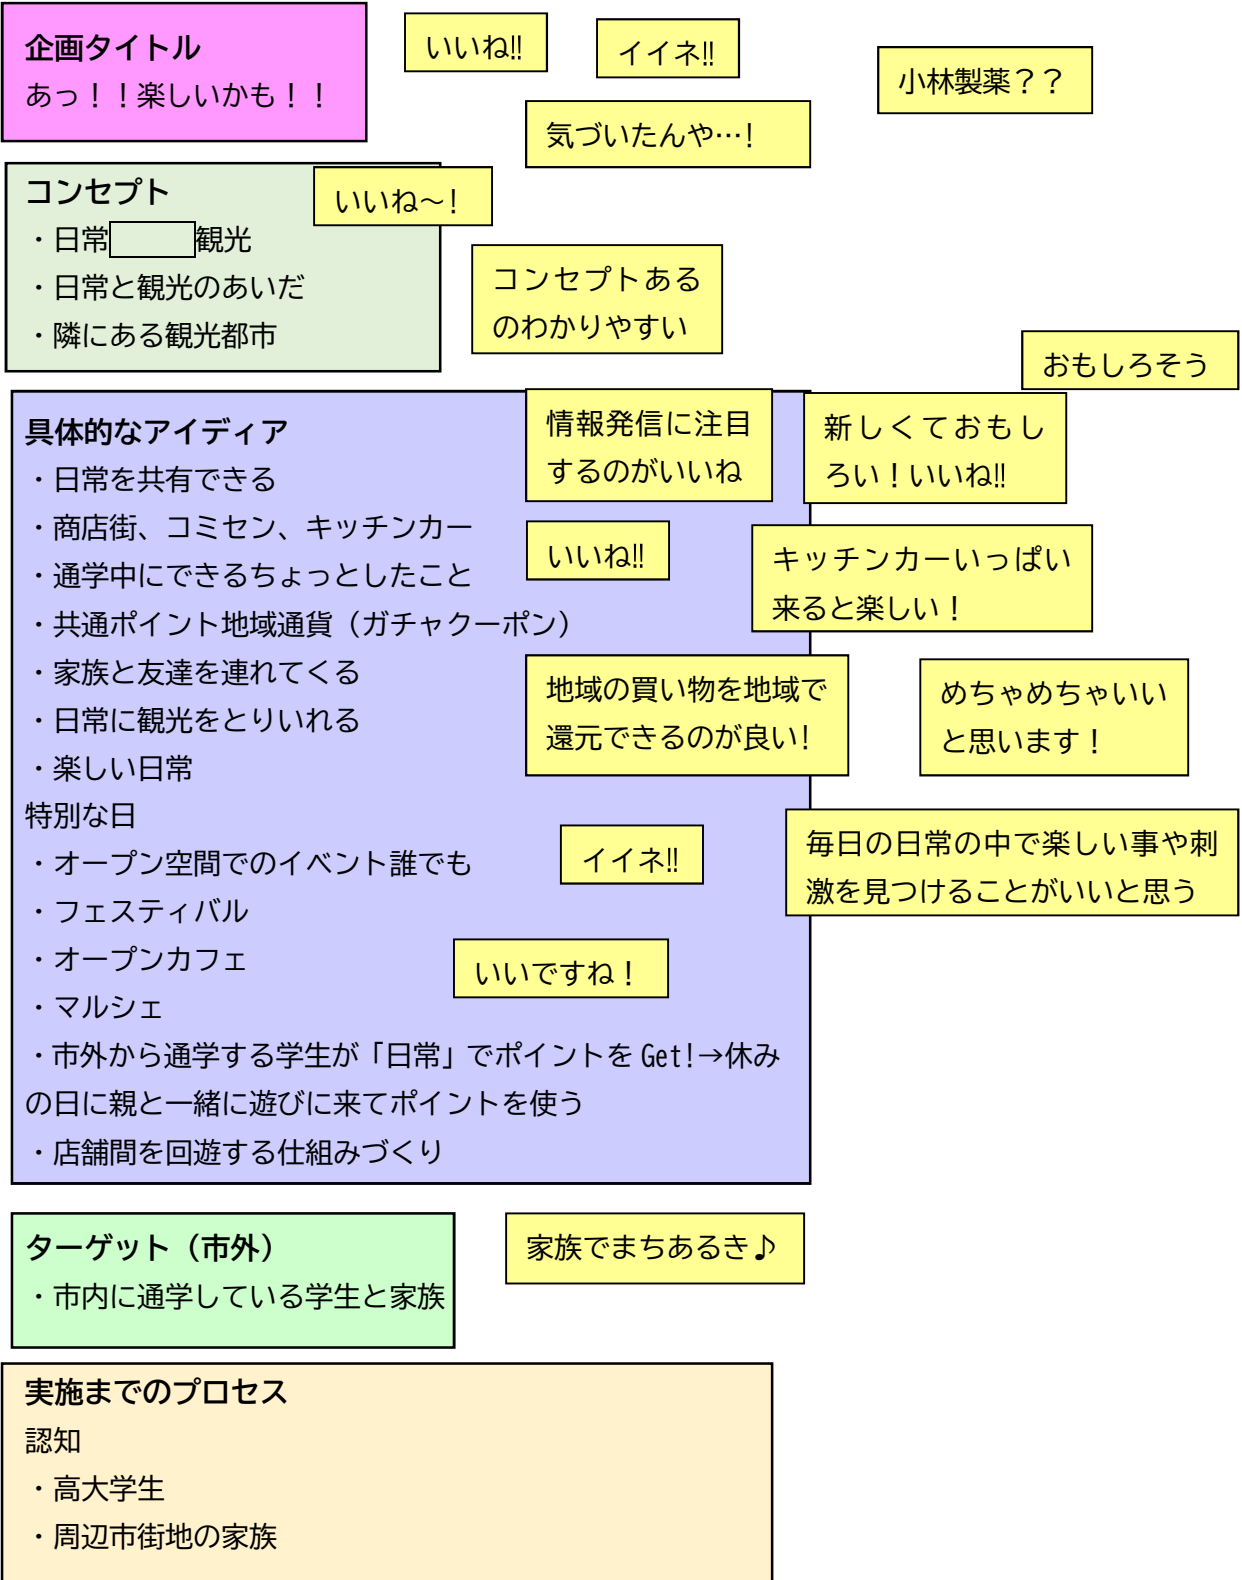 企画タイトル
あっ！！楽しいかも！！
いいね‼
イイネ‼
小林製薬？？
気づいたんや…!
コンセプト
・日常　　　観光
・日常と観光のあいだ
・隣にある観光都市
いいね～!
コンセプトある
のわかりやすい
おもしろそう
具体的なアイディア
・日常を共有できる
・商店街、コミセン、キッチンカー
・通学中にできるちょっとしたこと
・共通ポイント地域通貨（ガチャクーポン）
・家族と友達を連れてくる
・日常に観光をとりいれる
・楽しい日常
特別な日
・オープン空間でのイベント誰でも
・フェスティバル
・オープンカフェ
・マルシェ
・市外から通学する学生が「日常」でポイントを Get!→休み
の日に親と一緒に遊びに来てポイントを使う
・店舗間を回遊する仕組みづくり
情報発信に注目
するのがいいね
新しくておもし
ろい！いいね‼
いいね‼
キッチンカーいっぱい
来ると楽しい！
地域の買い物を地域で
還元できるのが良い!
めちゃめちゃいい
と思います！
イイネ‼
毎日の日常の中で楽しい事や刺
激を見つけることがいいと思う
いいですね！
ターゲット（市外）
・市内に通学している学生と家族
家族でまちあるき♪
実施までのプロセス
認知
・高大学生
・周辺市街地の家族